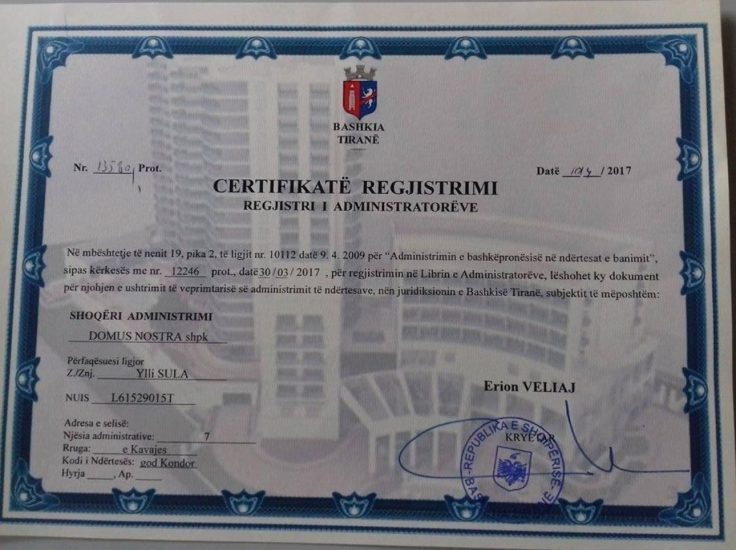 BASHKIA
TIRANË
Nr. 13580 Prot.
Datë / 2017
CERTIFIKATË REGJISTRIMI
REGJISTRI I ADMINISTRATORËVE
Në mbështetje të nenit 19, pika 2, të ligjit nr. 10112 datë 9. 4. 2009 për “Administrimin e bashkëpronësisë në ndërtesat e banimit”,
sipas kërkesës me nr. 12246 prot., datë 30 / 03 / 2017 , për regjistrimin në Librin e Administratorëve, lëshohet ky dokument
për njohjen e ushtrimit të veprimtarisë së administrimit të ndërtesave, nën juridiksionin e Bashkisë Tiranë, subjektit të mëposhtëm:
SHOQËRI ADMINISTRIMI
DOMUS NOSTRA shpk
Përfaqësuesi ligjor
Z./Znj. Ylli SULA
NUIS L61529015T
Adresa e selisë:
Njësia administrative: 7
Rruga: e Kavajes
Kodi i Ndërtesës: god Kondor
Hyrja , Ap.
Erion VELIAJ
KRYETAR
REPUBLIKA E SHQIPËRISË